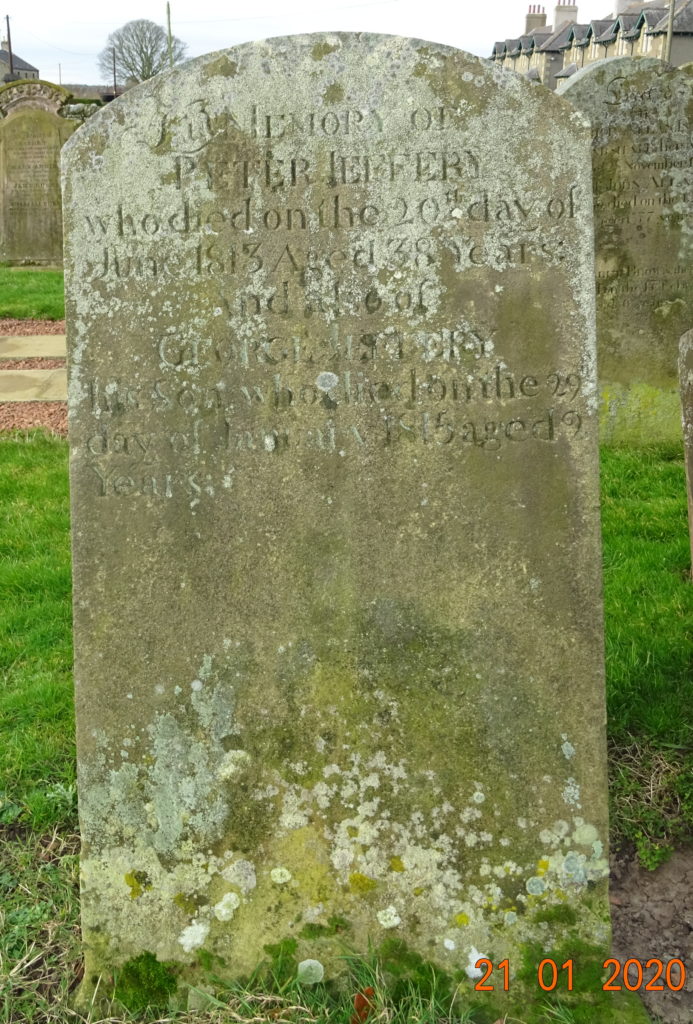 IN MEMORY OF
PETER JEFFERY
who died on the 20th day of
June 1813 Aged 38 Years:
And also of
GEORGE JEFFERY
his Son who died on the 29
day of January 1815 aged 9
Years:
November
21 01 2020